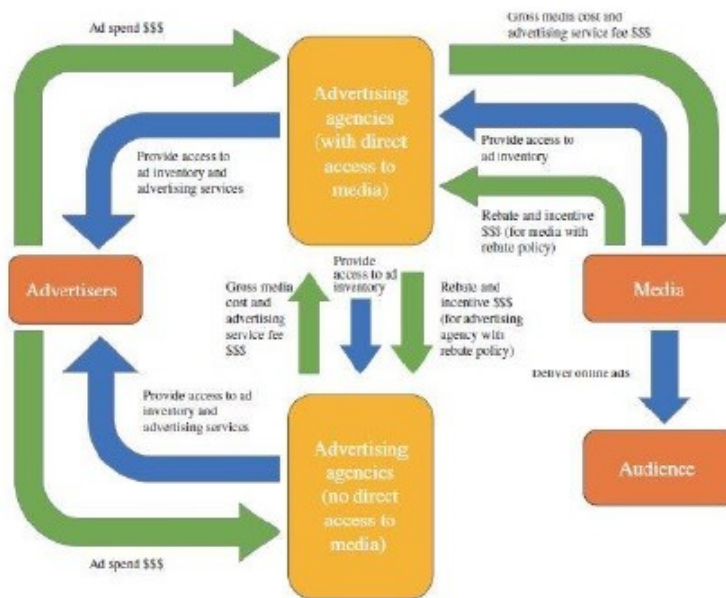 Ad spend $$$
Gross media cost and
advertising service fee $$$
Advertising
agencies
(with direct
access to
media)
Provide access to
ad inventory and
advertising services
Provide access to
ad inventory
Rebate and incentive
$$$ (for media with
rebate policy)
Advertisers
Gross media
cost and
advertising
service fee
$$$
Provide
access to ad
inventory
Rebate and
incentive $$$
(for advertising
agency with
rebate policy)
Media
Deliver online ads
Provide access to ad
inventory and
advertising services
Advertising
agencies
(no direct
access to
media)
Audience
Ad spend $$$